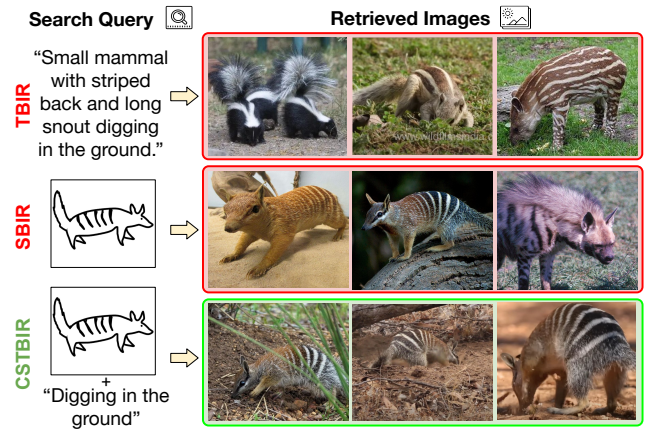 Search Query
Retrieved Images
TBIR
“Small mammal
with striped
back and long
snout digging
in the ground.”
SBIR
CSTBIR
+
“Digging in the
ground”